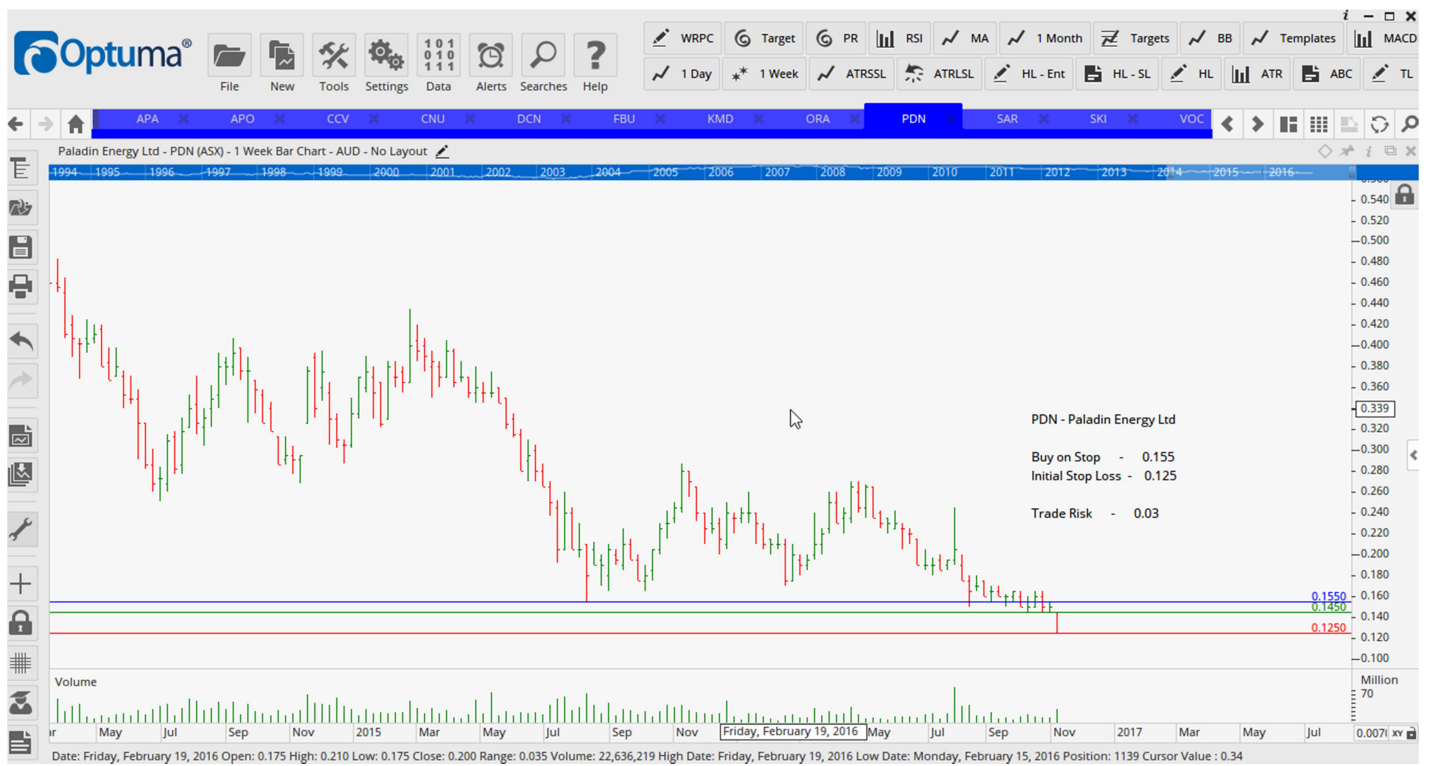 Optuma®
File New Tools Settings Data Alerts Searches Help
WRPC Target PR RSI MA 1 Month Targets BB Templates MACD
1 Day 1 Week ATRSSL ATRLSL HL - Ent HL - SL HL ATR ABC TL
APA APO CCV CNU DCN FBU KMD ORA PDN SAR SKI VOC
Paladin Energy Ltd - PDN (ASX) - 1 Week Bar Chart - AUD - No Layout
1994 1995 1996 1997 1998 1999 2000 2001 2002 2003 2004 2005 2006 2007 2008 2009 2010 2011 2012 2013 2014 2015 2016
0.540
0.520
0.500
0.480
0.460
0.440
0.420
0.400
0.380
0.360
0.339
0.320
0.300
0.280
0.260
0.240
0.220
0.200
0.180
0.160
0.140
0.120
0.100
PDN - Paladin Energy Ltd
Buy on Stop - 0.155
Initial Stop Loss - 0.125
Trade Risk - 0.03
0.1550
0.1450
0.1250
Volume
Million
70
May Jul Sep Nov 2015 Mar May Jul Sep Nov Friday, February 19, 2016 May Jul Sep Nov 2017 Mar May Jul 0.0070 XY
Date: Friday, February 19, 2016 Open: 0.175 High: 0.210 Low: 0.175 Close: 0.200 Range: 0.035 Volume: 22,636,219 High Date: Friday, February 19, 2016 Low Date: Monday, February 15, 2016 Position: 1139 Cursor Value : 0.34